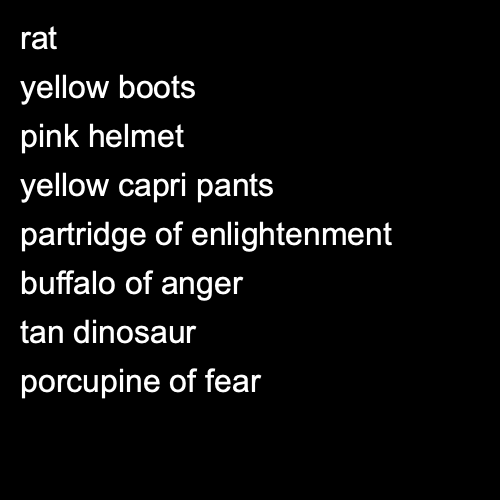 rat
yellow boots
pink helmet
yellow capri pants
partridge of enlightenment
buffalo of anger
tan dinosaur
porcupine of fear